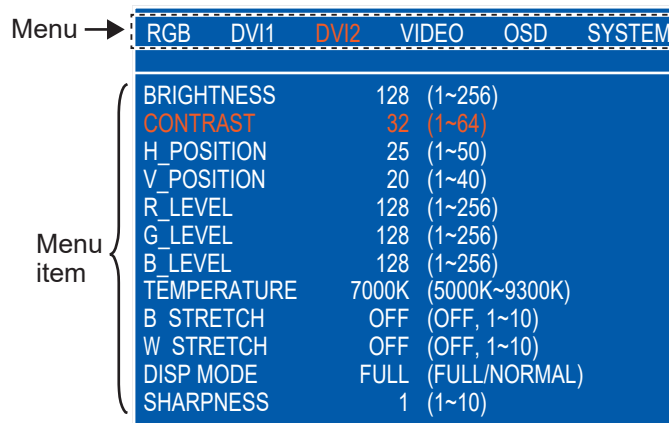 Menu
RGB DVI1 DVI2 VIDEO OSD SYSTEM
BRIGHTNESS 128 (1~256)
CONTRAST 32 (1~64)
H_POSITION 25 (1~50)
V_POSITION 20 (1~40)
R_LEVEL 128 (1~256)
G_LEVEL 128 (1~256)
B_LEVEL 128 (1~256)
Menu item
TEMPERATURE 7000K (5000K~9300K)
B STRETCH OFF (OFF, 1~10)
W STRETCH OFF (OFF, 1~10)
DISP MODE FULL (FULL/NORMAL)
SHARPNESS 1 (1~10)